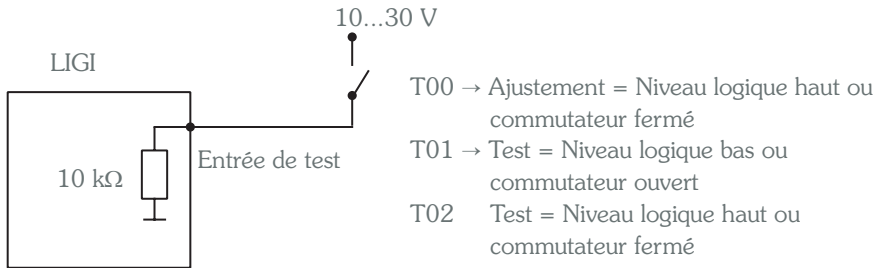 10...30 V
LIGI
10 kΩ
Entrée de test
T00 → Ajustement = Niveau logique haut ou
commutateur fermé
T01 → Test = Niveau logique bas ou
commutateur ouvert
T02 Test = Niveau logique haut ou
commutateur fermé